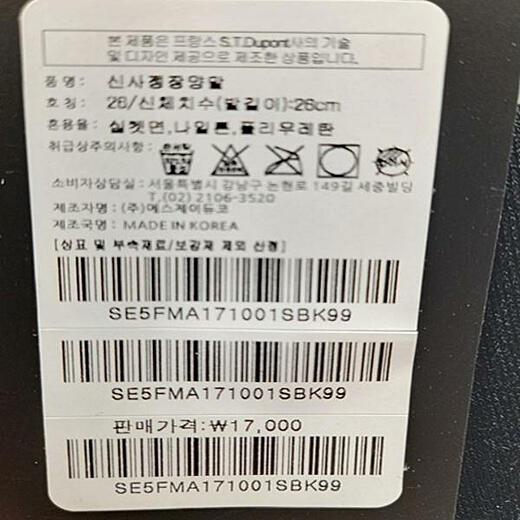 본 제품은 프랑스 S.T.Dupont사의 기술
및 디자인 제공으로 제조한 상품입니다.
품명: 신사정장양말
호칭: 26/신체치수(발길이):26cm
혼용율: 실켓면,나일론,폴리우레탄
취급상주의사항:
소비자상담실: 서울특별시 강남구 논현로 149길 세중빌딩
T.(02) 2106-3520
제조자명: (주)에스제이듀코
제조국명: MADE IN KOREA
[상표 및 부속재료/보강재 제외 산정]
SE5FMA171001SBK99
SE5FMA171001SBK99
판매가격:₩17,000
SE5FMA171001SBK99